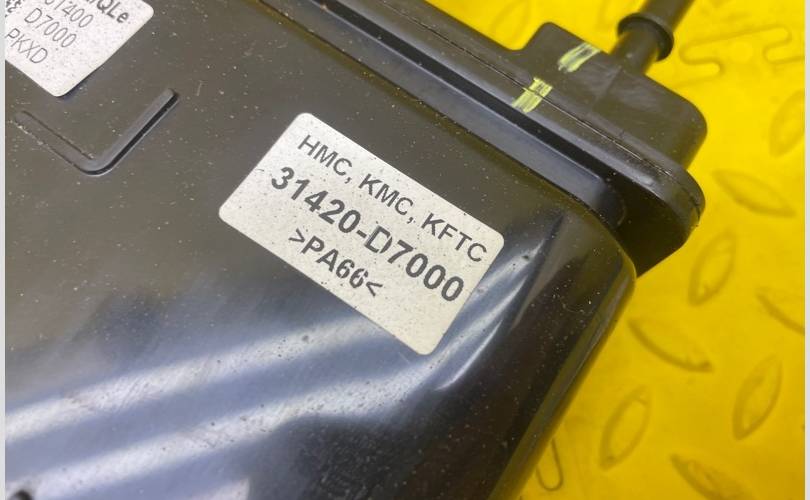 D7000
PKXD
HMC, KMC, KFTC
31420-D7000
>PA66<